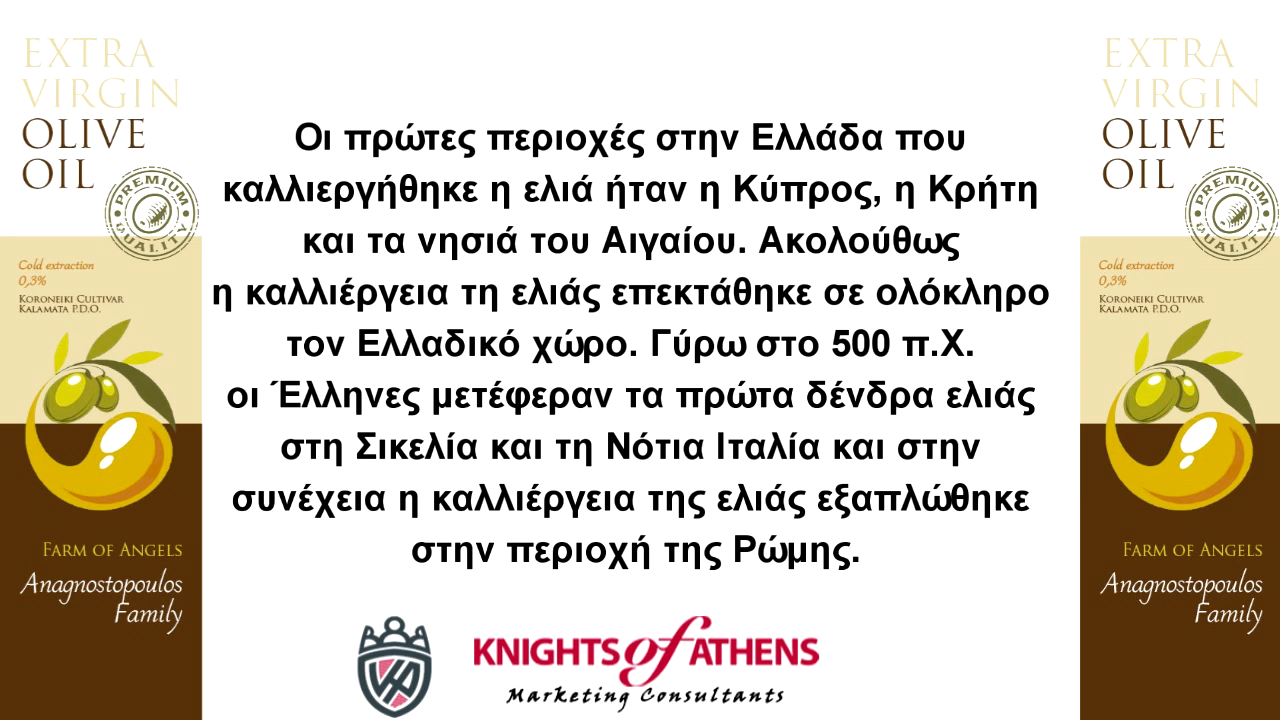 EXTRA
VIRGIN
OLIVE
OIL
PREMIUM
QUALITY
Cold extraction
0,3%
KORONEIKI CULTIVAR
KALAMATA P.D.O.
FARM OF ANGELS
Anagnostopoulos
Family
Οι πρώτες περιοχές στην Ελλάδα που
καλλιεργήθηκε η ελιά ήταν η Κύπρος, η Κρήτη
και τα νησιά του Αιγαίου. Ακολούθως
η καλλιέργεια τη ελιάς επεκτάθηκε σε ολόκληρο
τον Ελλαδικό χώρο. Γύρω στο 500 π.Χ.
οι Έλληνες μετέφεραν τα πρώτα δένδρα ελιάς
στη Σικελία και τη Νότια Ιταλία και στην
συνέχεια η καλλιέργεια της ελιάς εξαπλώθηκε
στην περιοχή της Ρώμης.
KNIGHTS of ATHENS
Marketing Consultants
EXTRA
VIRGIN
OLIVE
OIL
PREMIUM
QUALITY
Cold extraction
0,3%
KORONEIKI CULTIVAR
KALAMATA P.D.O.
FARM OF ANGELS
Anagnostopoulos
Family